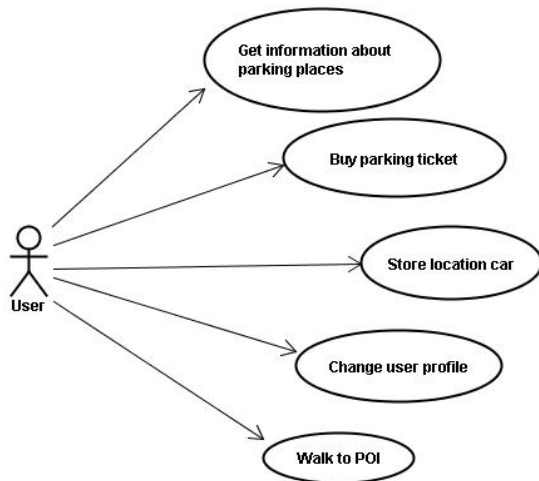 Get information about
parking places
Buy parking ticket
Store location car
User
Change user profile
Walk to POI